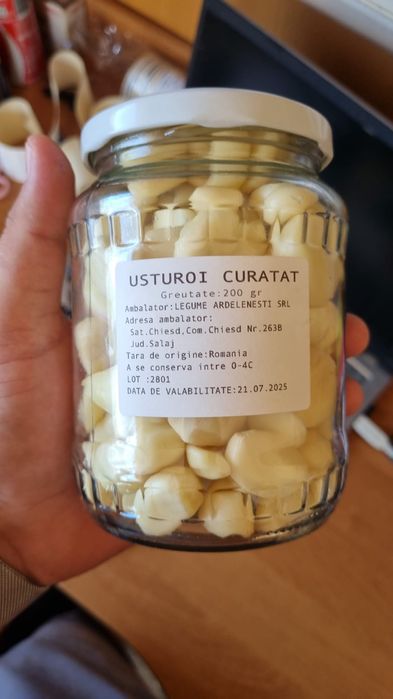 USTUROI CURATAT
Greutate:200 gr
Ambalator:LEGUME ARDELENESTI SRL
Adresa ambalator:
Sat.Chiesd,Com.Chiesd Nr.263B
Jud.Salaj
Tara de origine:Romania
A se conserva intre 0-4C
LOT :2801
DATA DE VALABILITATE:21.07.2025